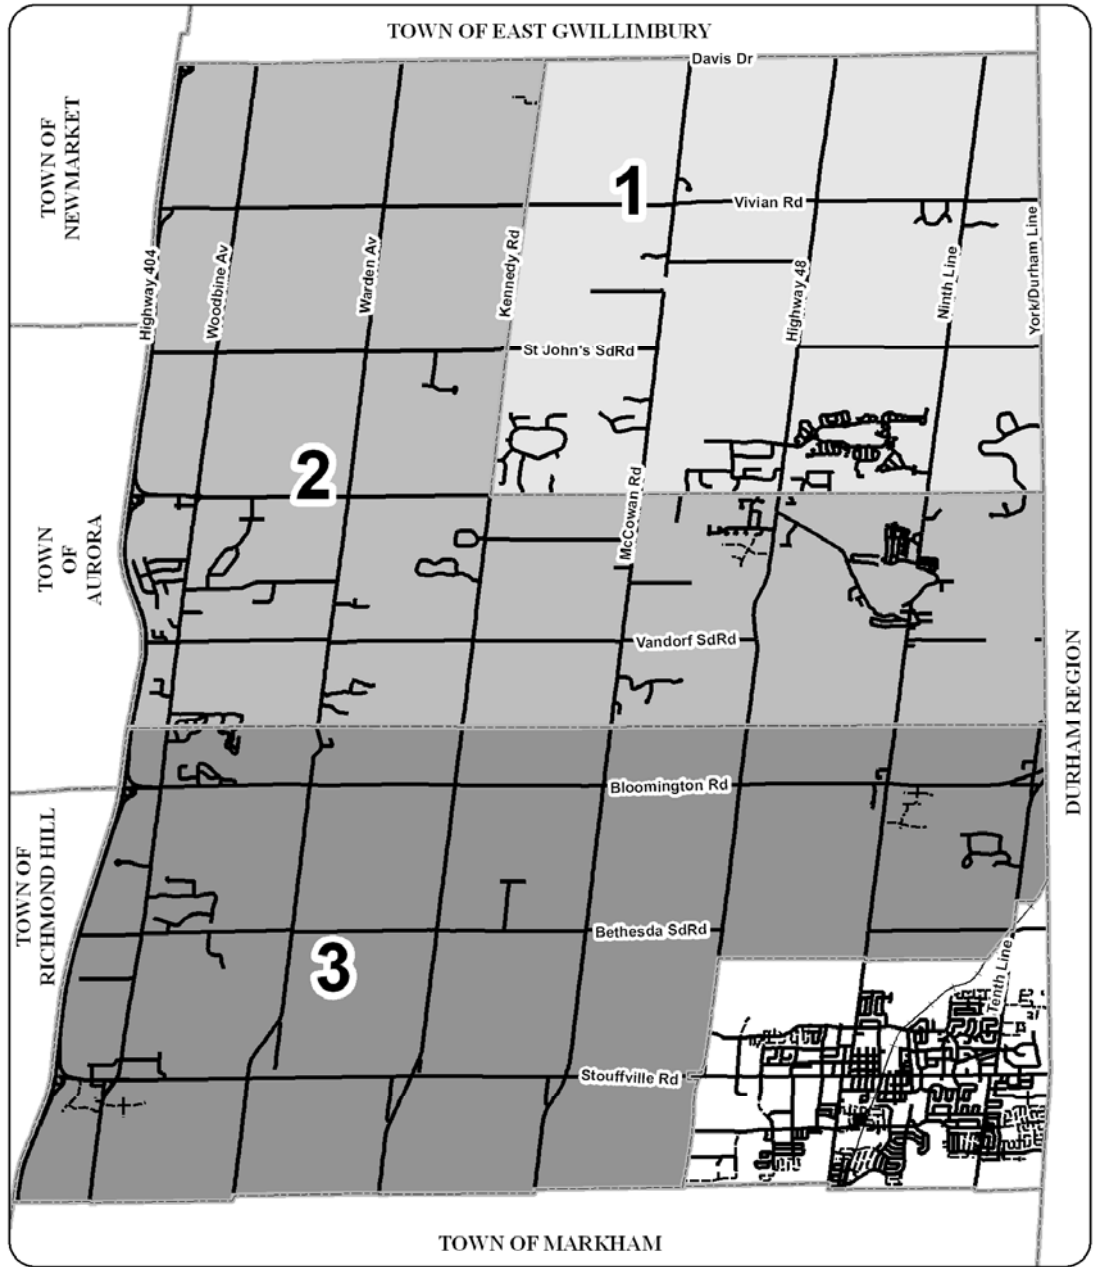 TOWN OF EAST GWILLIMBURY
Davis Dr
TOWN OF
NEWMARKET
1
Vivian Rd
Highway 404
Woodbine Av
Warden Av
Kennedy Rd
Highway 48
Ninth Line
York/Durham Line
St John's SdRd
2
McCowan Rd
TOWN
OF
AURORA
Vandorf SdRd
DURHAM REGION
Bloomington Rd
TOWN OF
RICHMOND HILL
Bethesda SdRd
3
Tenth Line
Stouffville Rd
TOWN OF MARKHAM